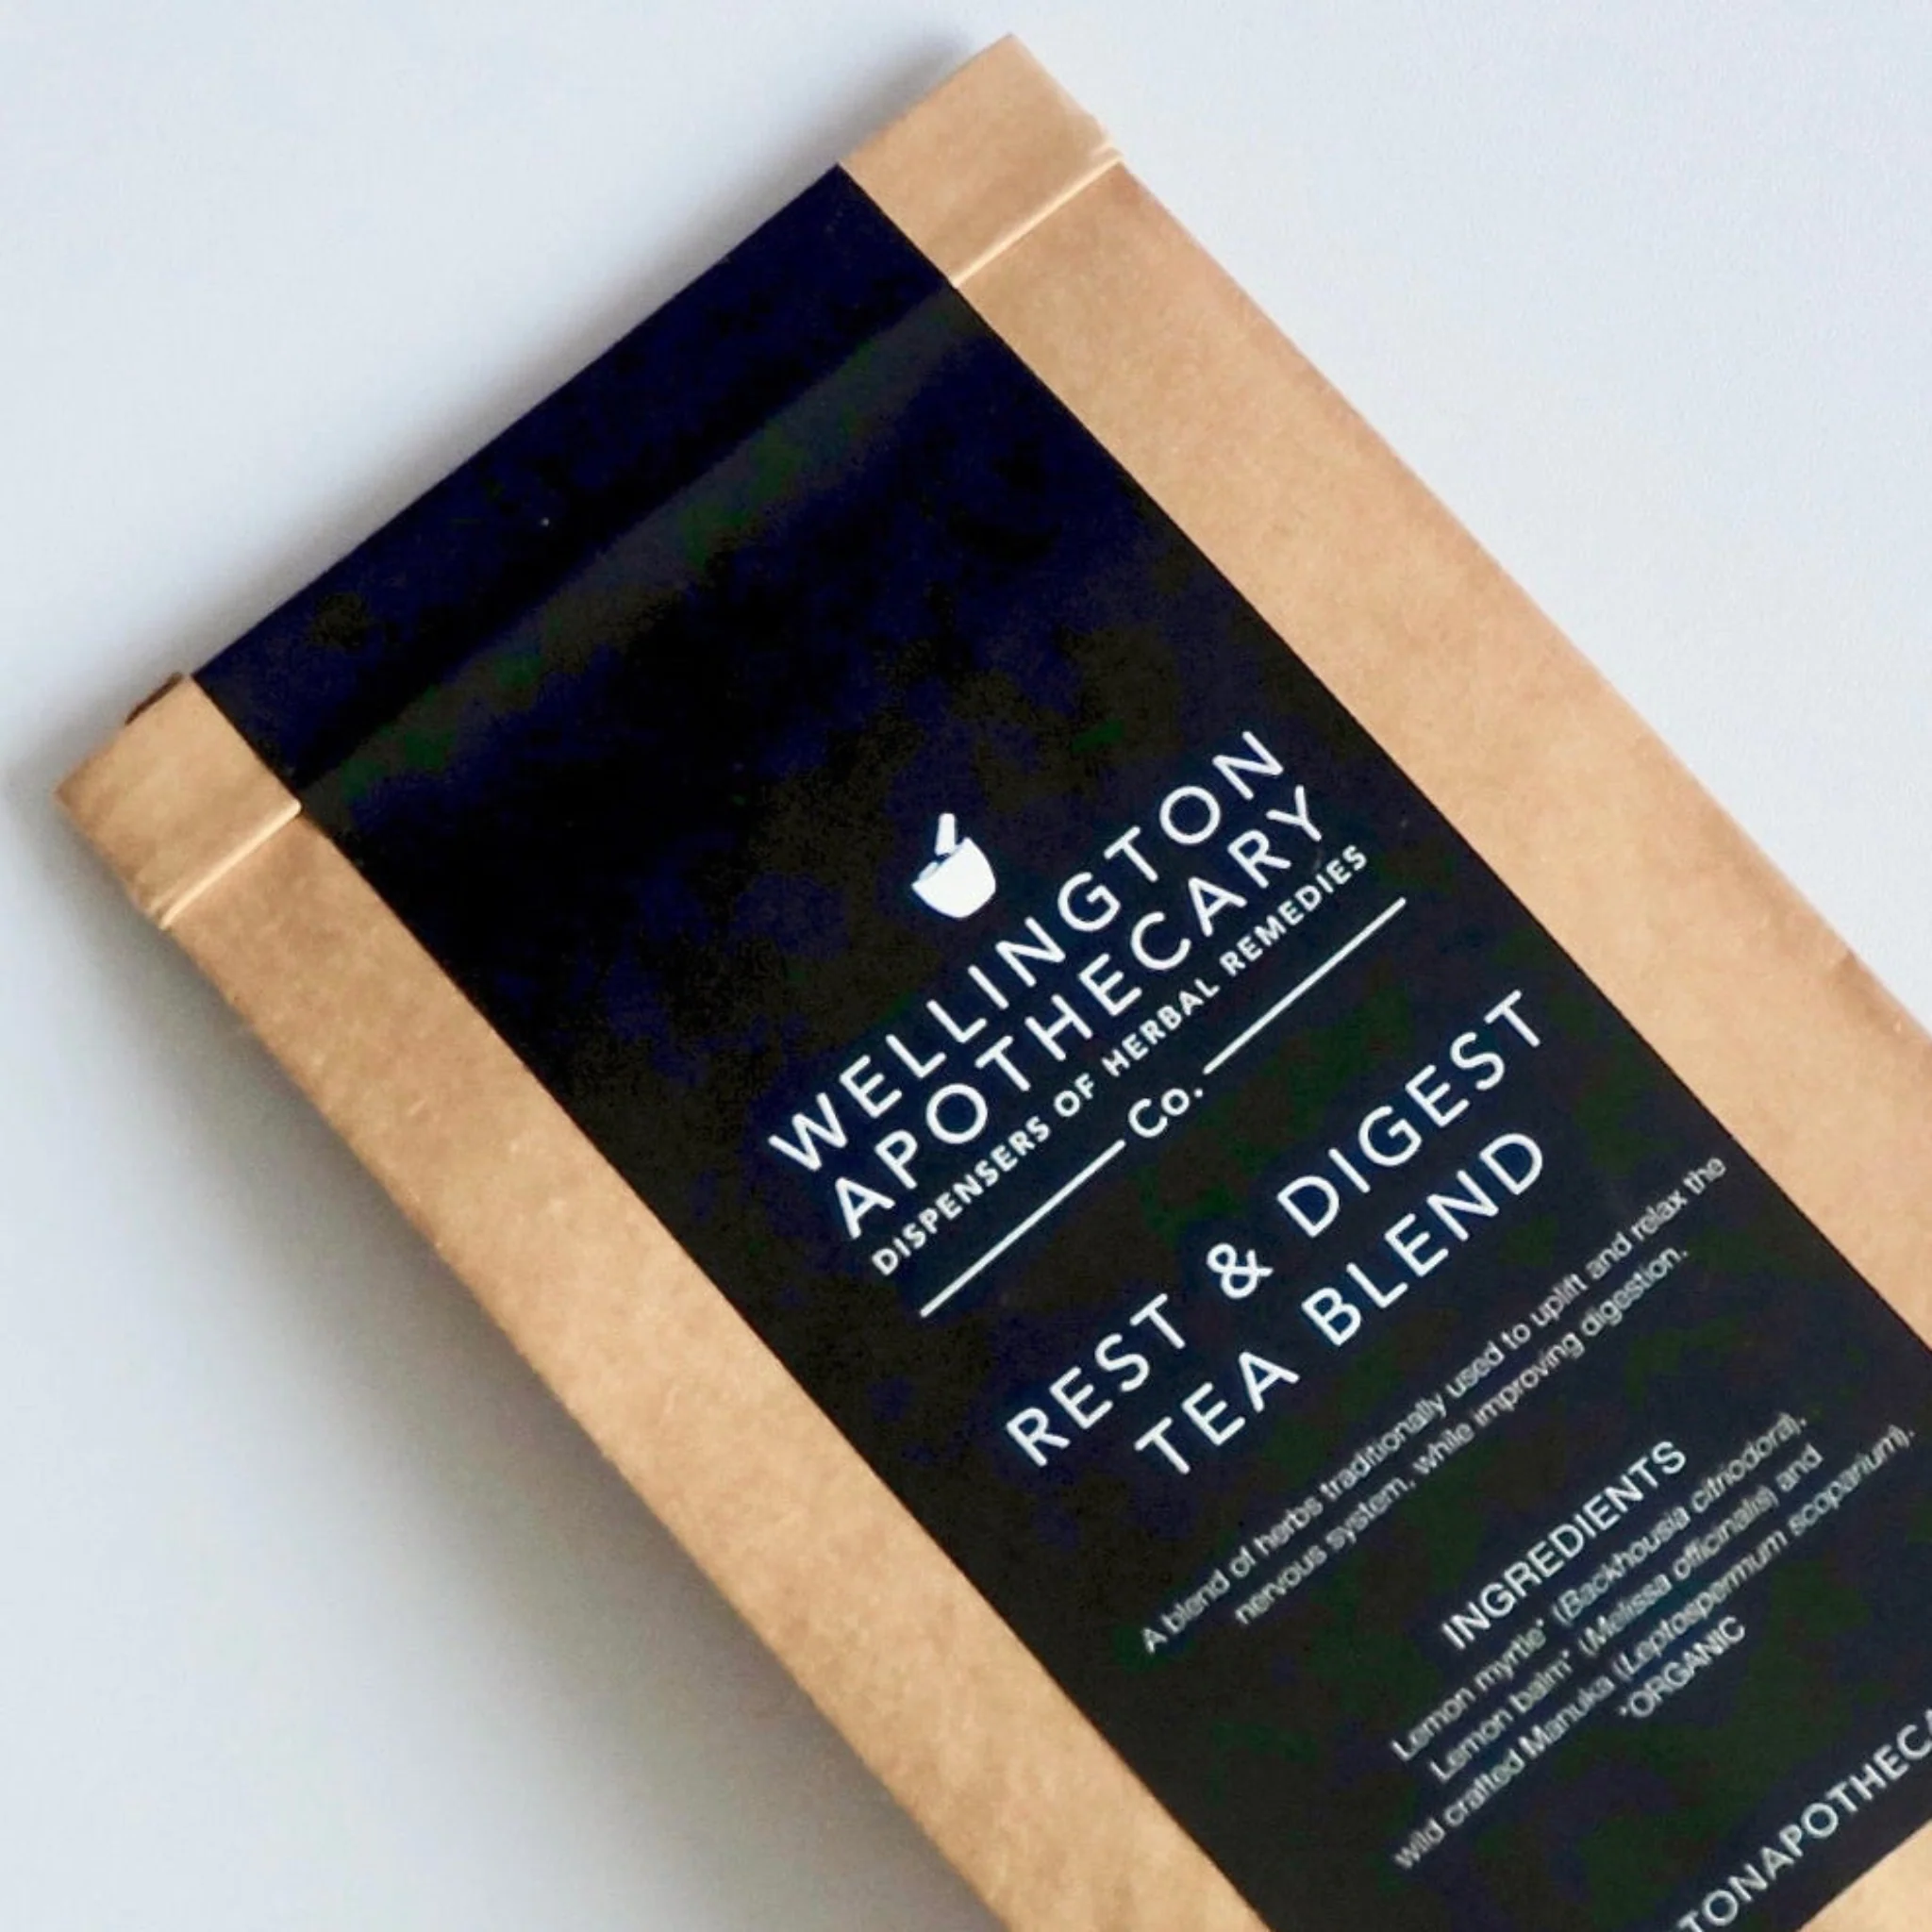 WELLINGTON
APOTHECARY
DISPENSERS OF HERBAL REMEDIES
Co.
REST & DIGEST
TEA BLEND
A blend of herbs traditionally used to uplift and relax the
nervous system, while improving digestion.
INGREDIENTS
Lemon myrtle* (Backhousia citriodora),
Lemon balm* (Melissa officinalis) and
wild crafted Manuka (Leptospermum scoparium).
*ORGANIC
TONAPOTHECA